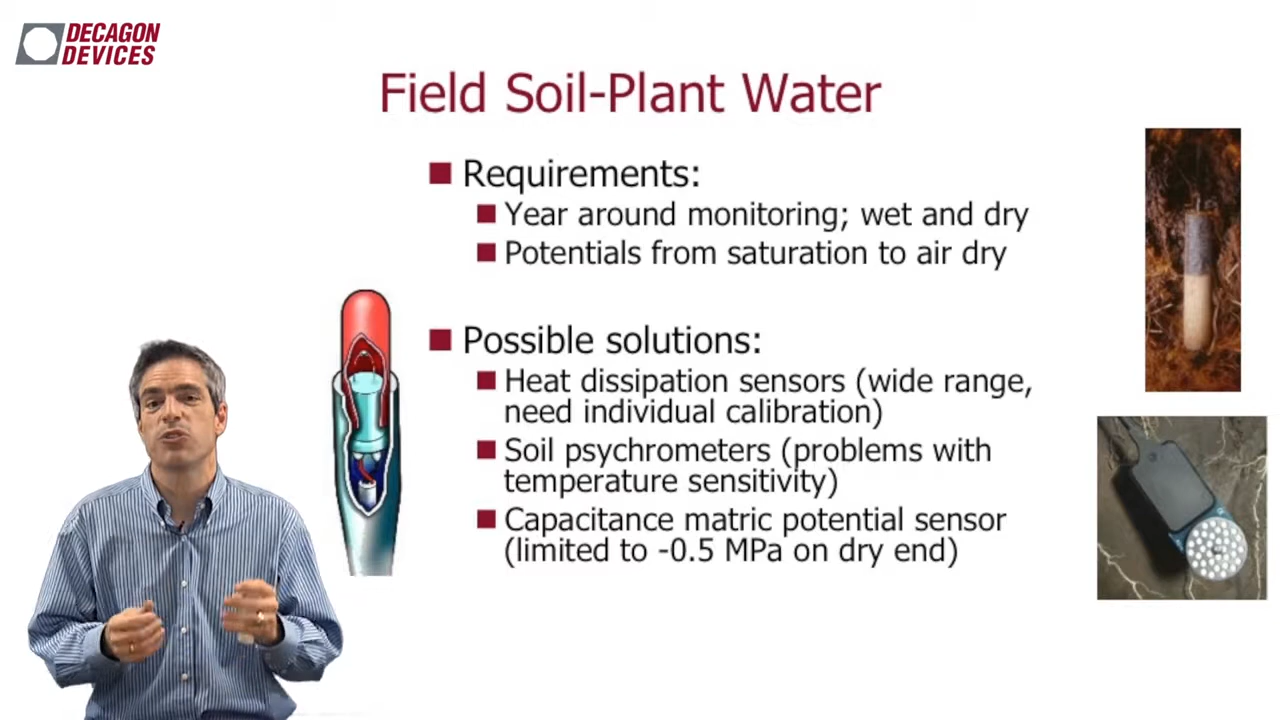 DECAGON
DEVICES
Field Soil-Plant Water
Requirements:
Year around monitoring; wet and dry
Potentials from saturation to air dry
Possible solutions:
Heat dissipation sensors (wide range,
need individual calibration)
Soil psychrometers (problems with
temperature sensitivity)
Capacitance matric potential sensor
(limited to -0.5 MPa on dry end)